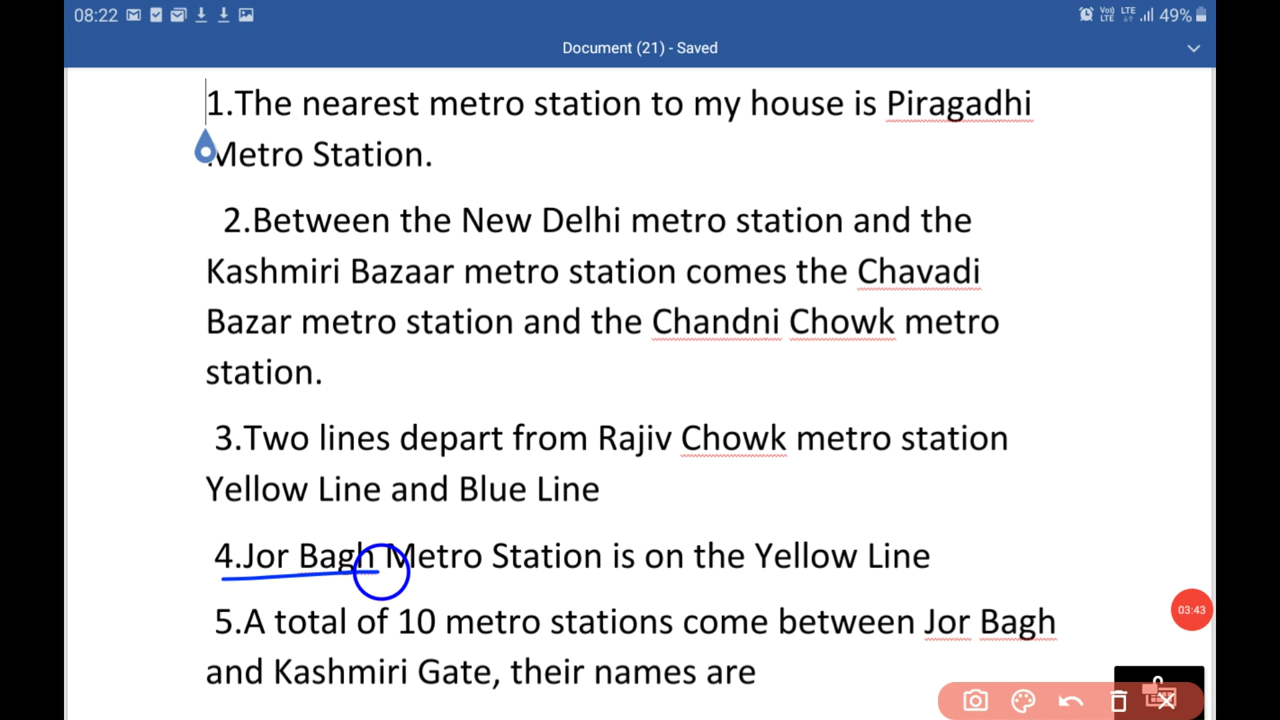 08:22 Vo) LTE LTE 49%
Document (21) - Saved
1.The nearest metro station to my house is Piragadhi
Metro Station.
2.Between the New Delhi metro station and the
Kashmiri Bazaar metro station comes the Chavadi
Bazar metro station and the Chandni Chowk metro
station.
3.Two lines depart from Rajiv Chowk metro station
Yellow Line and Blue Line
4.Jor Bagh Metro Station is on the Yellow Line
03:43
5.A total of 10 metro stations come between Jor Bagh
and Kashmiri Gate, their names are